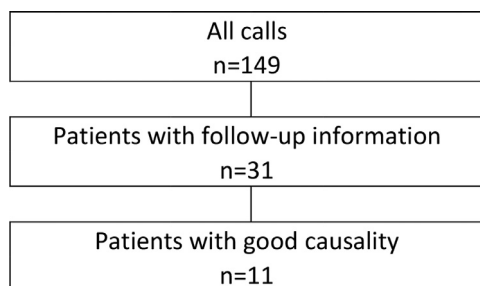 All calls
n=149
Patients with follow-up information
n=31
Patients with good causality
n=11